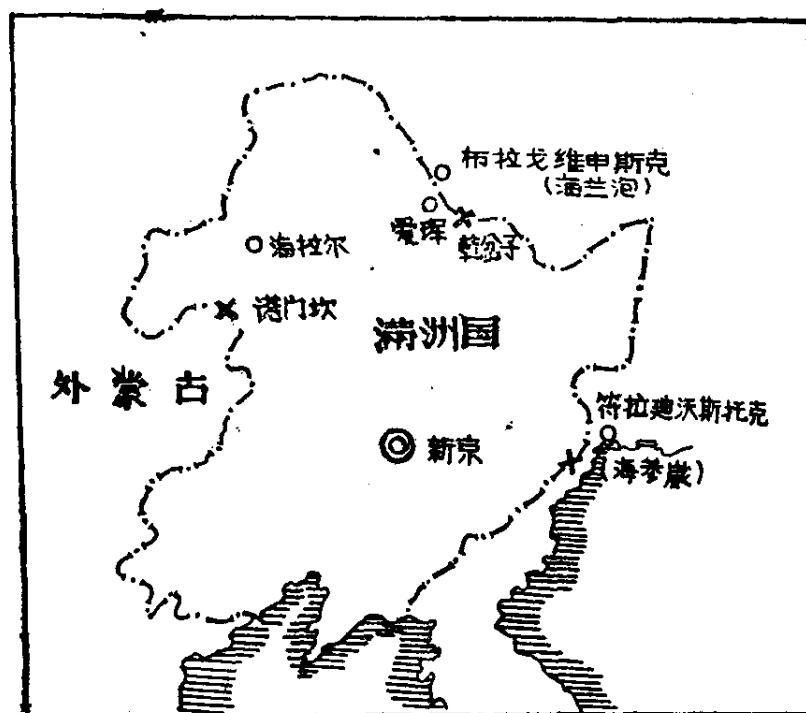 布拉戈维申斯克
(海兰泡)
爱珲
乾岔子
海拉尔
诺门坎
满洲国
外蒙古
符拉迪沃斯托克
新京
(海参崴)